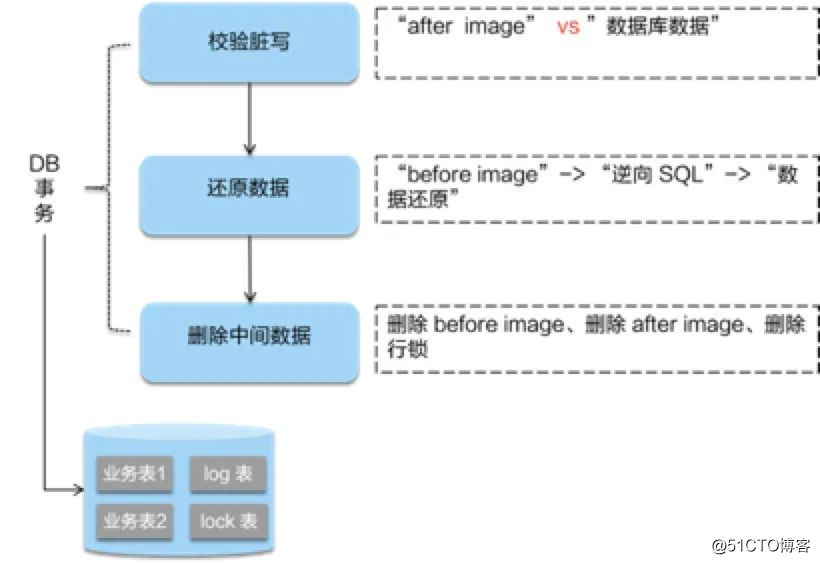 校验脏写
“after image” vs ”数据库数据”
DB
事
务
还原数据
“before image”–> “逆向 SQL”–> “数
据还原”
删除中间数据
删除 before image、删除 after image、删除
行锁
业务表1
log 表
业务表2
lock 表
@51CTO博客